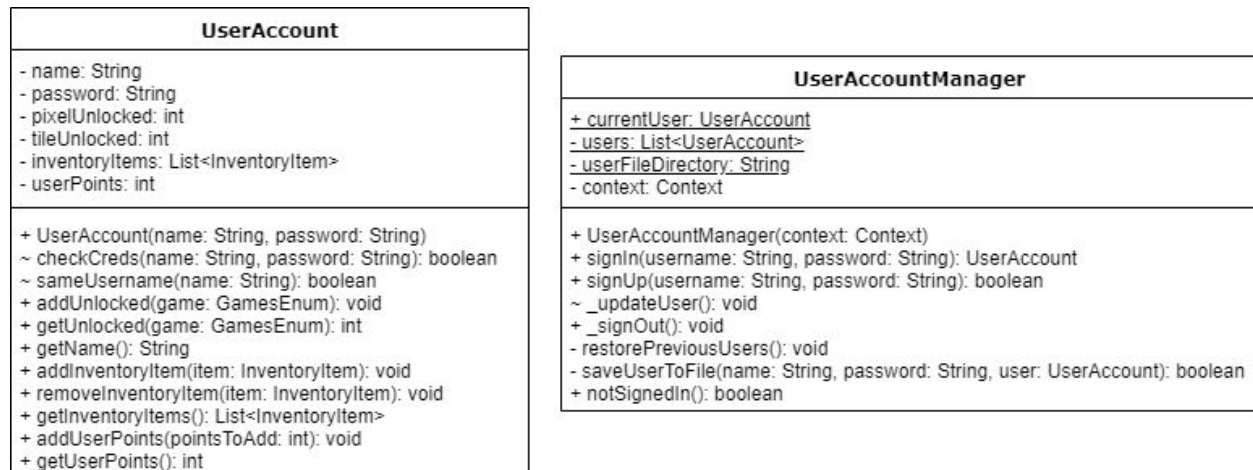 UserAccount
- name: String
- password: String
- pixelUnlocked: int
- tileUnlocked: int
- inventoryItems: List<InventoryItem>
- userPoints: int
+ UserAccount(name: String, password: String)
~ checkCreds(name: String, password: String): boolean
~ sameUsername(name: String): boolean
+ addUnlocked(game: GamesEnum): void
+ getUnlocked(game: GamesEnum): int
+ getName(): String
+ addInventoryItem(item: InventoryItem): void
+ removeInventoryItem(item: InventoryItem): void
+ getInventoryItems(): List<InventoryItem>
+ addUserPoints(pointsToAdd: int): void
+ getUserPoints(): int
UserAccountManager
+ currentUser: UserAccount
- users: List<UserAccount>
- userFileDirectory: String
- context: Context
+ UserAccountManager(context: Context)
+ signIn(username: String, password: String): UserAccount
+ signUp(username: String, password: String): boolean
~ _updateUser(): void
+ _signOut(): void
- restorePreviousUsers(): void
- saveUserToFile(name: String, password: String, user: UserAccount): boolean
+ notSignedIn(): boolean